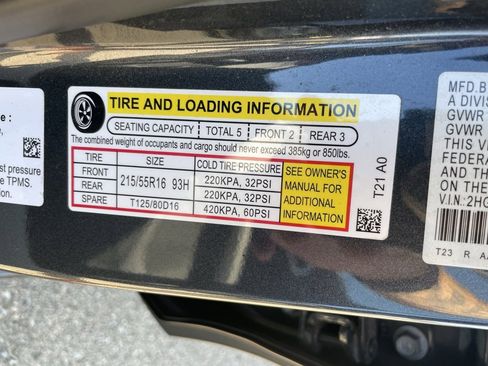 e :
st pressure
e TPMS.
TIRE AND LOADING INFORMATION
SEATING CAPACITY TOTAL 5 FRONT 2 REAR 3
The combined weight of occupants and cargo should never exceed 385kg or 850lbs.
TIRE SIZE COLD TIRE PRESSURE
FRONT 215/55R16 93H 220KPA, 32PSI
REAR 220KPA, 32PSI
SPARE T125/80D16 420KPA, 60PSI
SEE OWNER'S
MANUAL FOR
ADDITIONAL
INFORMATION
T21 A0
MFD.B
A DIVIS
GVWR
GVWR
THIS V
FEDERA
AND T
ON THE
V.I.N.:2HG
T23 R A